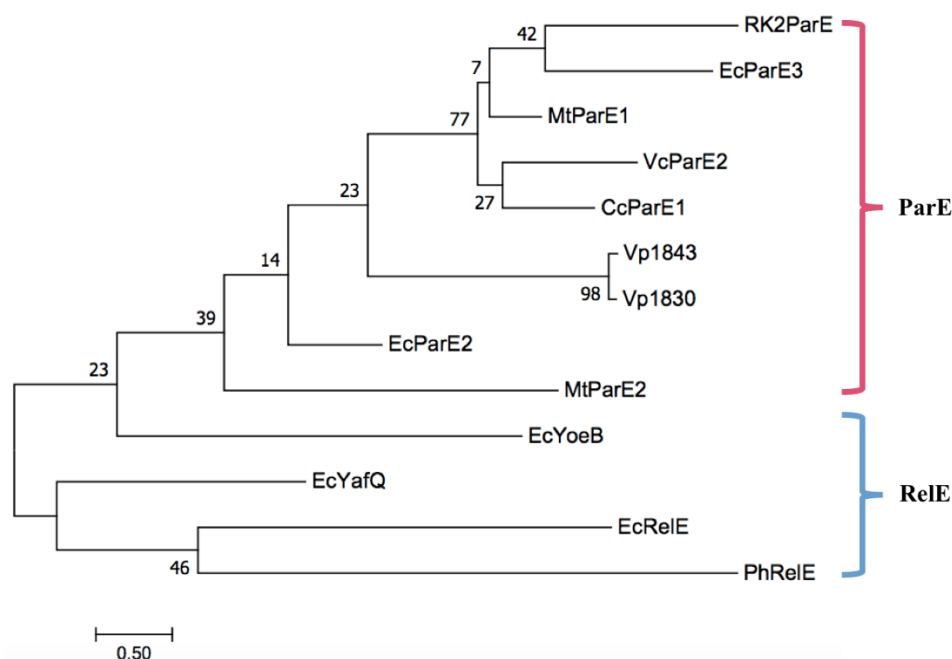 RK2ParE
42
EcParE3
7
MtParE1
77
VcParE2
27
CcParE1
ParE
23
Vp1843
14
98
Vp1830
39
EcParE2
23
MtParE2
EcYoeB
EcYafQ
RelE
EcRelE
46
PhRelE
0.50